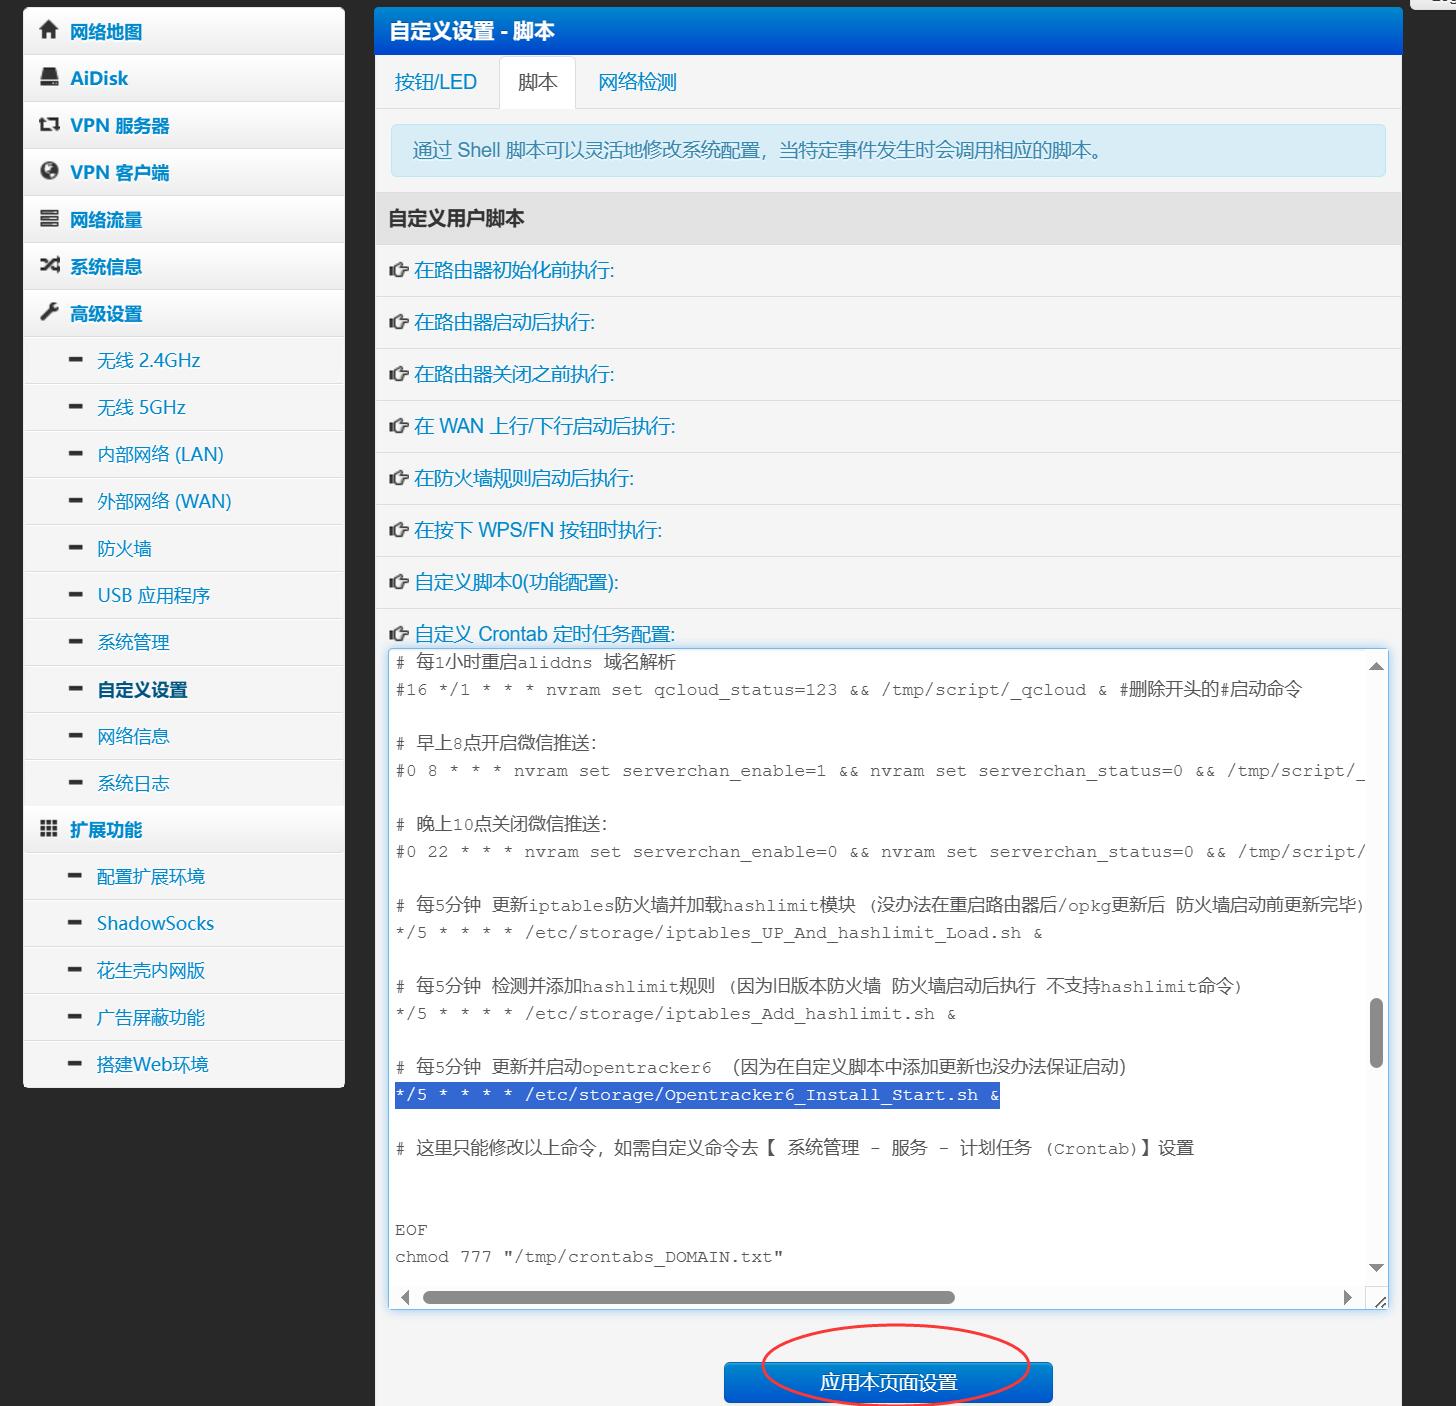 网络地图
AiDisk
VPN 服务器
VPN 客户端
网络流量
系统信息
高级设置
无线 2.4GHz
无线 5GHz
内部网络 (LAN)
外部网络 (WAN)
防火墙
USB 应用程序
系统管理
自定义设置
网络信息
系统日志
扩展功能
配置扩展环境
ShadowSocks
花生壳内网版
广告屏蔽功能
搭建Web环境
自定义设置 - 脚本
按钮/LED 脚本 网络检测
通过 Shell 脚本可以灵活地修改系统配置，当特定事件发生时会调用相应的脚本。
自定义用户脚本
在路由器初始化前执行:
在路由器启动后执行:
在路由器关闭之前执行:
在 WAN 上行/下行启动后执行:
在防火墙规则启动后执行:
在按下 WPS/FN 按钮时执行:
自定义脚本0(功能配置):
自定义 Crontab 定时任务配置:
# 每1小时重启aliddns 域名解析
#16 */1 * * * nvram set qcloud_status=123 && /tmp/script/_qcloud & #删除开头的#启动命令
# 早上8点开启微信推送：
#0 8 * * * nvram set serverchan_enable=1 && nvram set serverchan_status=0 && /tmp/script/_
# 晚上10点关闭微信推送：
#0 22 * * * nvram set serverchan_enable=0 && nvram set serverchan_status=0 && /tmp/script/
# 每5分钟 更新iptables防火墙并加载hashlimit模块 (没办法在重启路由器后/opkg更新后 防火墙启动前更新完毕)
*/5 * * * * /etc/storage/iptables_UP_And_hashlimit_Load.sh &
# 每5分钟 检测并添加hashlimit规则 (因为旧版本防火墙 防火墙启动后执行 不支持hashlimit命令)
*/5 * * * * /etc/storage/iptables_Add_hashlimit.sh &
# 每5分钟 更新并启动opentracker6 （因为在自定义脚本中添加更新也没办法保证启动）
*/5 * * * * /etc/storage/Opentracker6_Install_Start.sh &
# 这里只能修改以上命令，如需自定义命令去【 系统管理 - 服务 - 计划任务 (Crontab)】设置
EOF
chmod 777 "/tmp/crontabs_DOMAIN.txt"
应用本页面设置